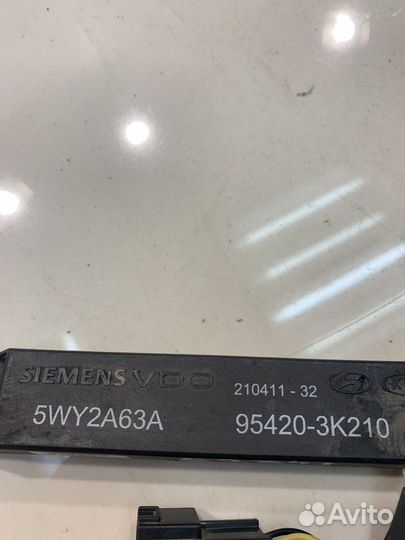 SIEMENS VDO
210411 - 32
5WY2A63A
95420-3K210
Avito